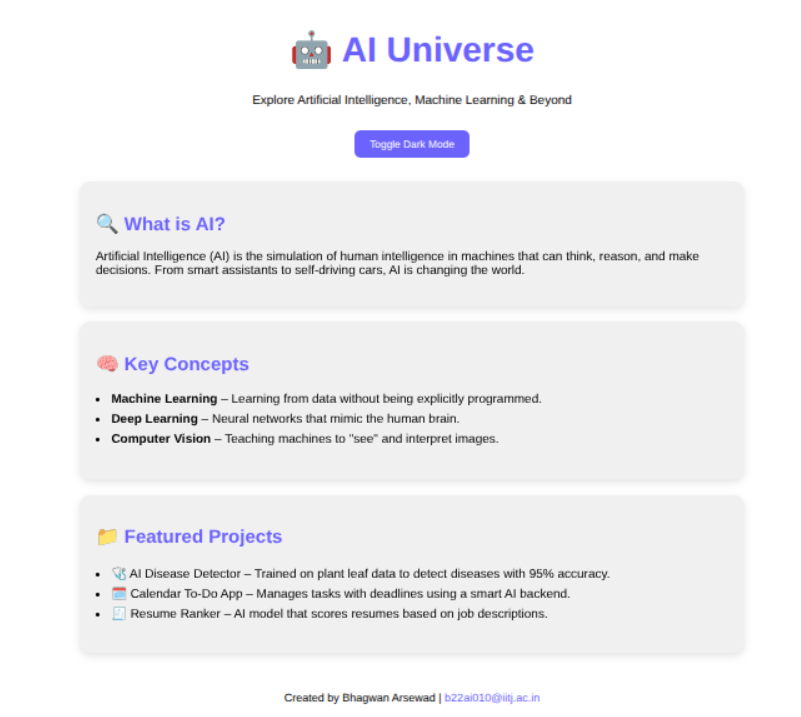 🤖 AI Universe
Explore Artificial Intelligence, Machine Learning & Beyond
Toggle Dark Mode
🔍 What is AI?
Artificial Intelligence (AI) is the simulation of human intelligence in machines that can think, reason, and make
decisions. From smart assistants to self-driving cars, AI is changing the world.
🧠 Key Concepts
• Machine Learning – Learning from data without being explicitly programmed.
• Deep Learning – Neural networks that mimic the human brain.
• Computer Vision – Teaching machines to "see" and interpret images.
📁 Featured Projects
• 🩺 AI Disease Detector – Trained on plant leaf data to detect diseases with 95% accuracy.
• 🗓️ Calendar To-Do App – Manages tasks with deadlines using a smart AI backend.
• 🧾 Resume Ranker – AI model that scores resumes based on job descriptions.
Created by Bhagwan Arsewad | b22ai010@iitj.ac.in